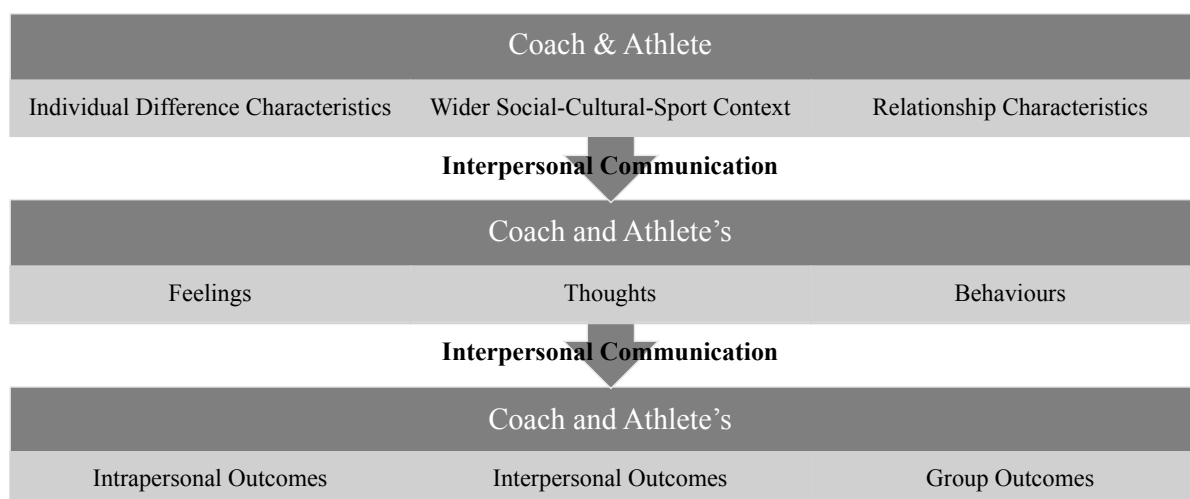 Coach & Athlete
Individual Difference Characteristics Wider Social-Cultural-Sport Context Relationship Characteristics
Interpersonal Communication
Coach and Athlete’s
Feelings Thoughts Behaviours
Interpersonal Communication
Coach and Athlete’s
Intrapersonal Outcomes Interpersonal Outcomes Group Outcomes